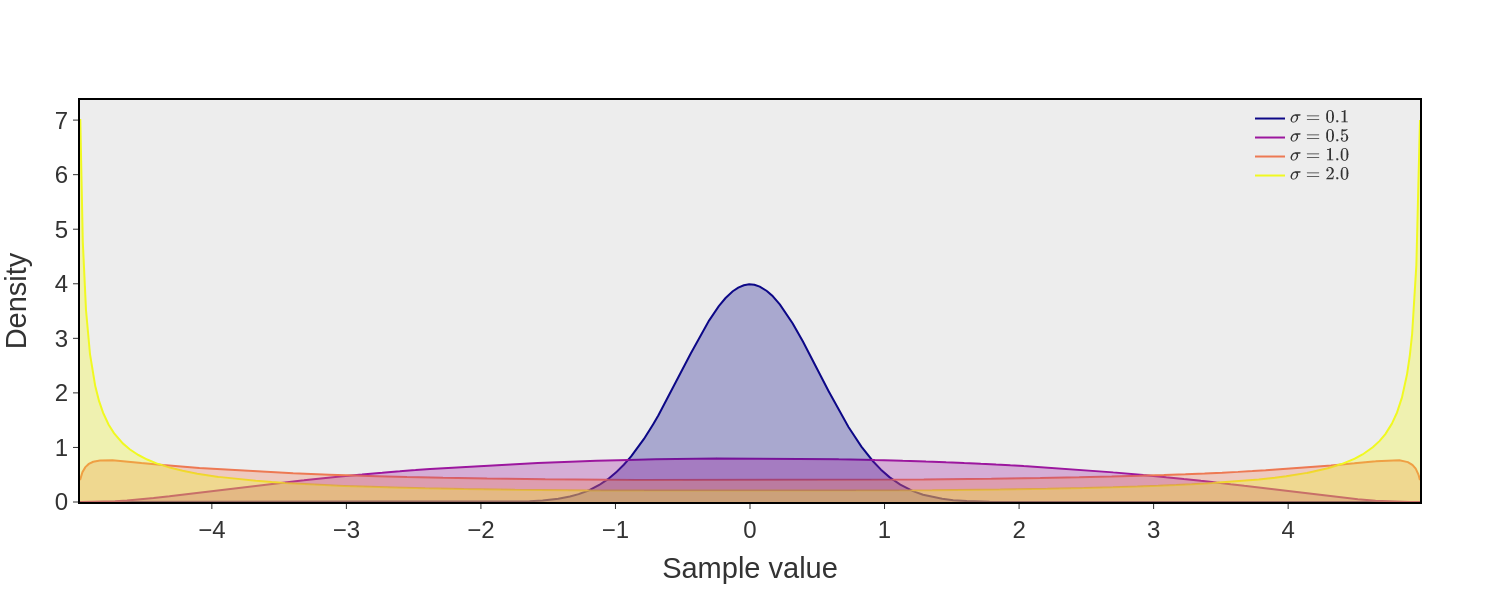 7
6
5
4
3
2
1
0
Density
σ = 0.1
σ = 0.5
σ = 1.0
σ = 2.0
−4 −3 −2 −1 0 1 2 3 4
Sample value